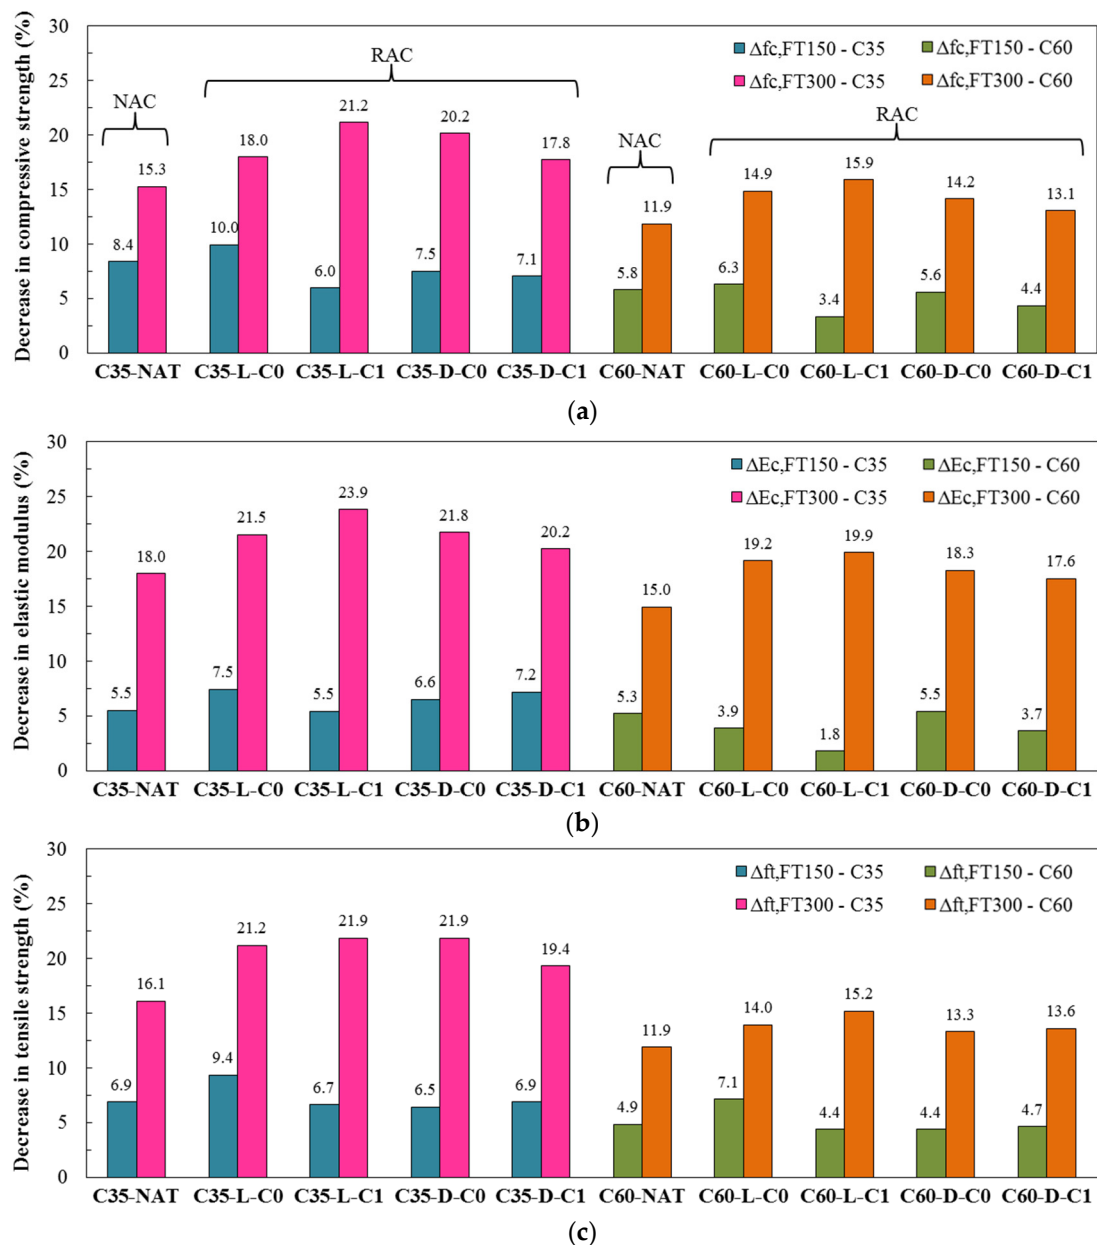 Decrease in compressive strength (%)
30
25
20
15
10
5
0
Δfc,FT150 - C35
Δfc,FT150 - C60
Δfc,FT300 - C35
Δfc,FT300 - C60
NAC
RAC
NAC
RAC
8.4
15.3
10.0
18.0
6.0
21.2
7.5
20.2
7.1
17.8
5.8
11.9
6.3
14.9
3.4
15.9
5.6
14.2
4.4
13.1
C35-NAT
C35-L-C0
C35-L-C1
C35-D-C0
C35-D-C1
C60-NAT
C60-L-C0
C60-L-C1
C60-D-C0
C60-D-C1
(a)
Decrease in elastic modulus (%)
30
25
20
15
10
5
0
ΔEc,FT150 - C35
ΔEc,FT150 - C60
ΔEc,FT300 - C35
ΔEc,FT300 - C60
5.5
18.0
7.5
21.5
5.5
23.9
6.6
21.8
7.2
20.2
5.3
15.0
3.9
19.2
1.8
19.9
5.5
18.3
3.7
17.6
C35-NAT
C35-L-C0
C35-L-C1
C35-D-C0
C35-D-C1
C60-NAT
C60-L-C0
C60-L-C1
C60-D-C0
C60-D-C1
(b)
Decrease in tensile strength (%)
30
25
20
15
10
5
0
Δft,FT150 - C35
Δft,FT150 - C60
Δft,FT300 - C35
Δft,FT300 - C60
6.9
16.1
9.4
21.2
6.7
21.9
6.5
21.9
6.9
19.4
4.9
11.9
7.1
14.0
4.4
15.2
4.4
13.3
4.7
13.6
C35-NAT
C35-L-C0
C35-L-C1
C35-D-C0
C35-D-C1
C60-NAT
C60-L-C0
C60-L-C1
C60-D-C0
C60-D-C1
(c)